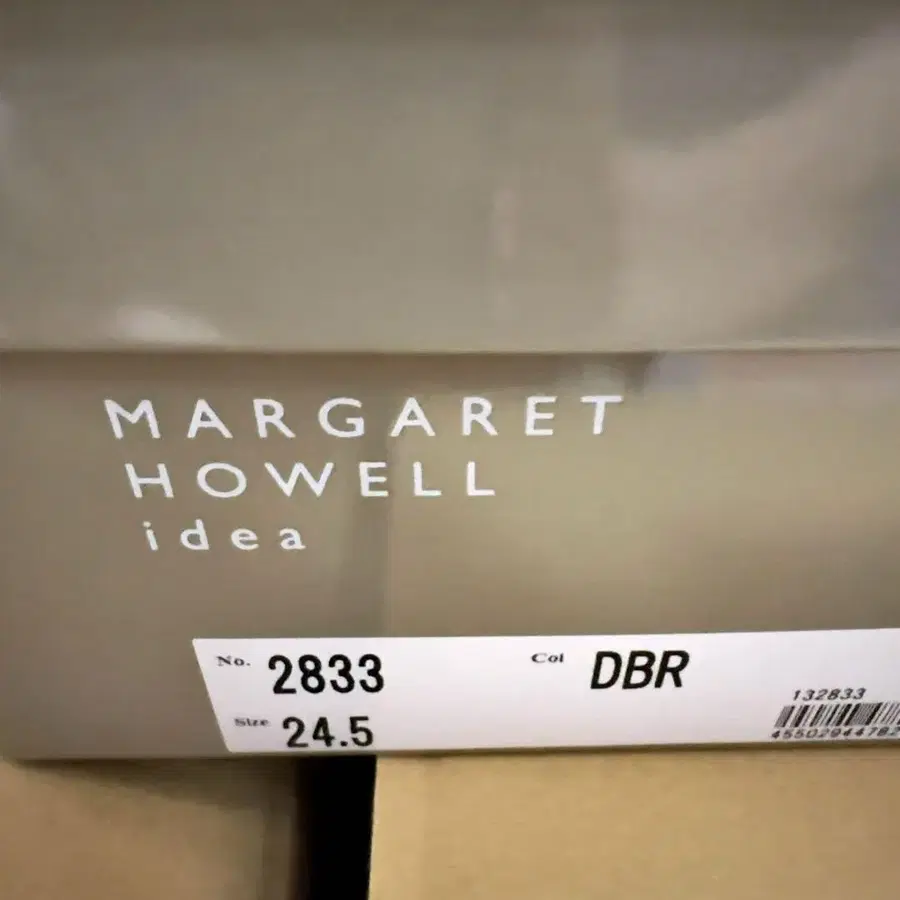 MARGARET
HOWELL
idea
No. 2833 Col DBR
132833
Size 24.5